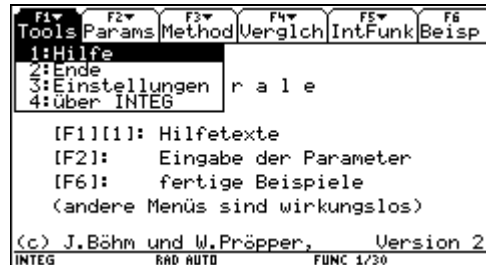 F1▾ F2▾ F3▾ F4▾ F5▾ F6
Tools Params Method Verglch IntFunk Beisp
1:Hilfe
2:Ende
3:Einstellungen r a l e
4:über INTEG
[F1][1]: Hilfetexte
[F2]: Eingabe der Parameter
[F6]: fertige Beispiele
(andere Menüs sind wirkungslos)
(c) J.Böhm und W.Pröpper, Version 2
INTEG RAD AUTO FUNC 1/30